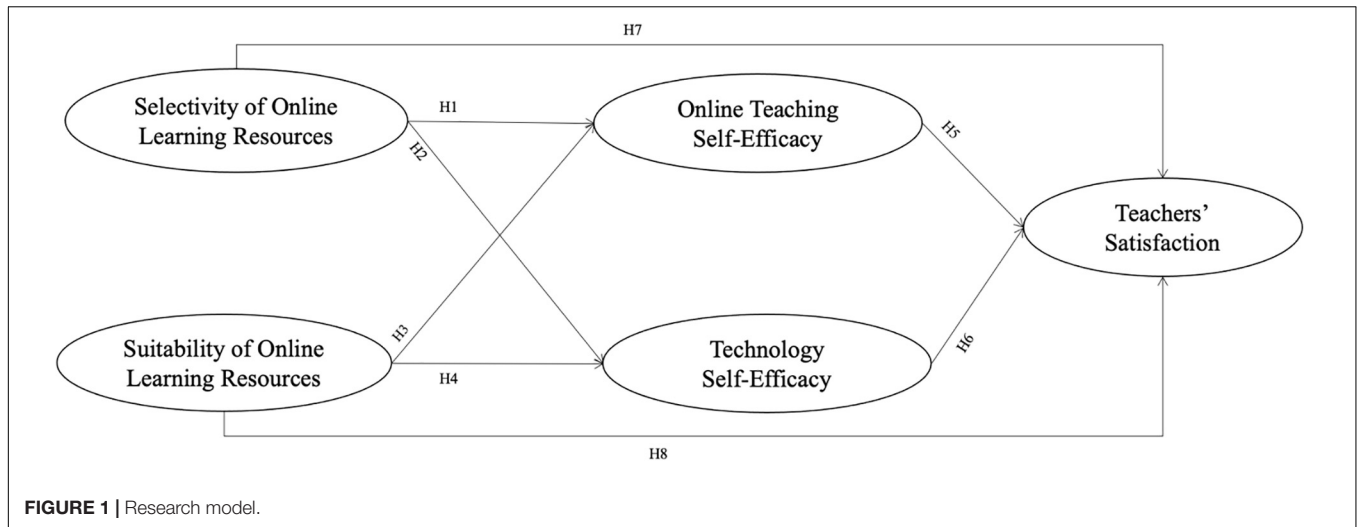 H7
Selectivity of Online
Learning Resources
H1
H2
Online Teaching
Self-Efficacy
H5
Teachers'
Satisfaction
Suitability of Online
Learning Resources
H3
H4
Technology
Self-Efficacy
H6
H8
FIGURE 1 | Research model.